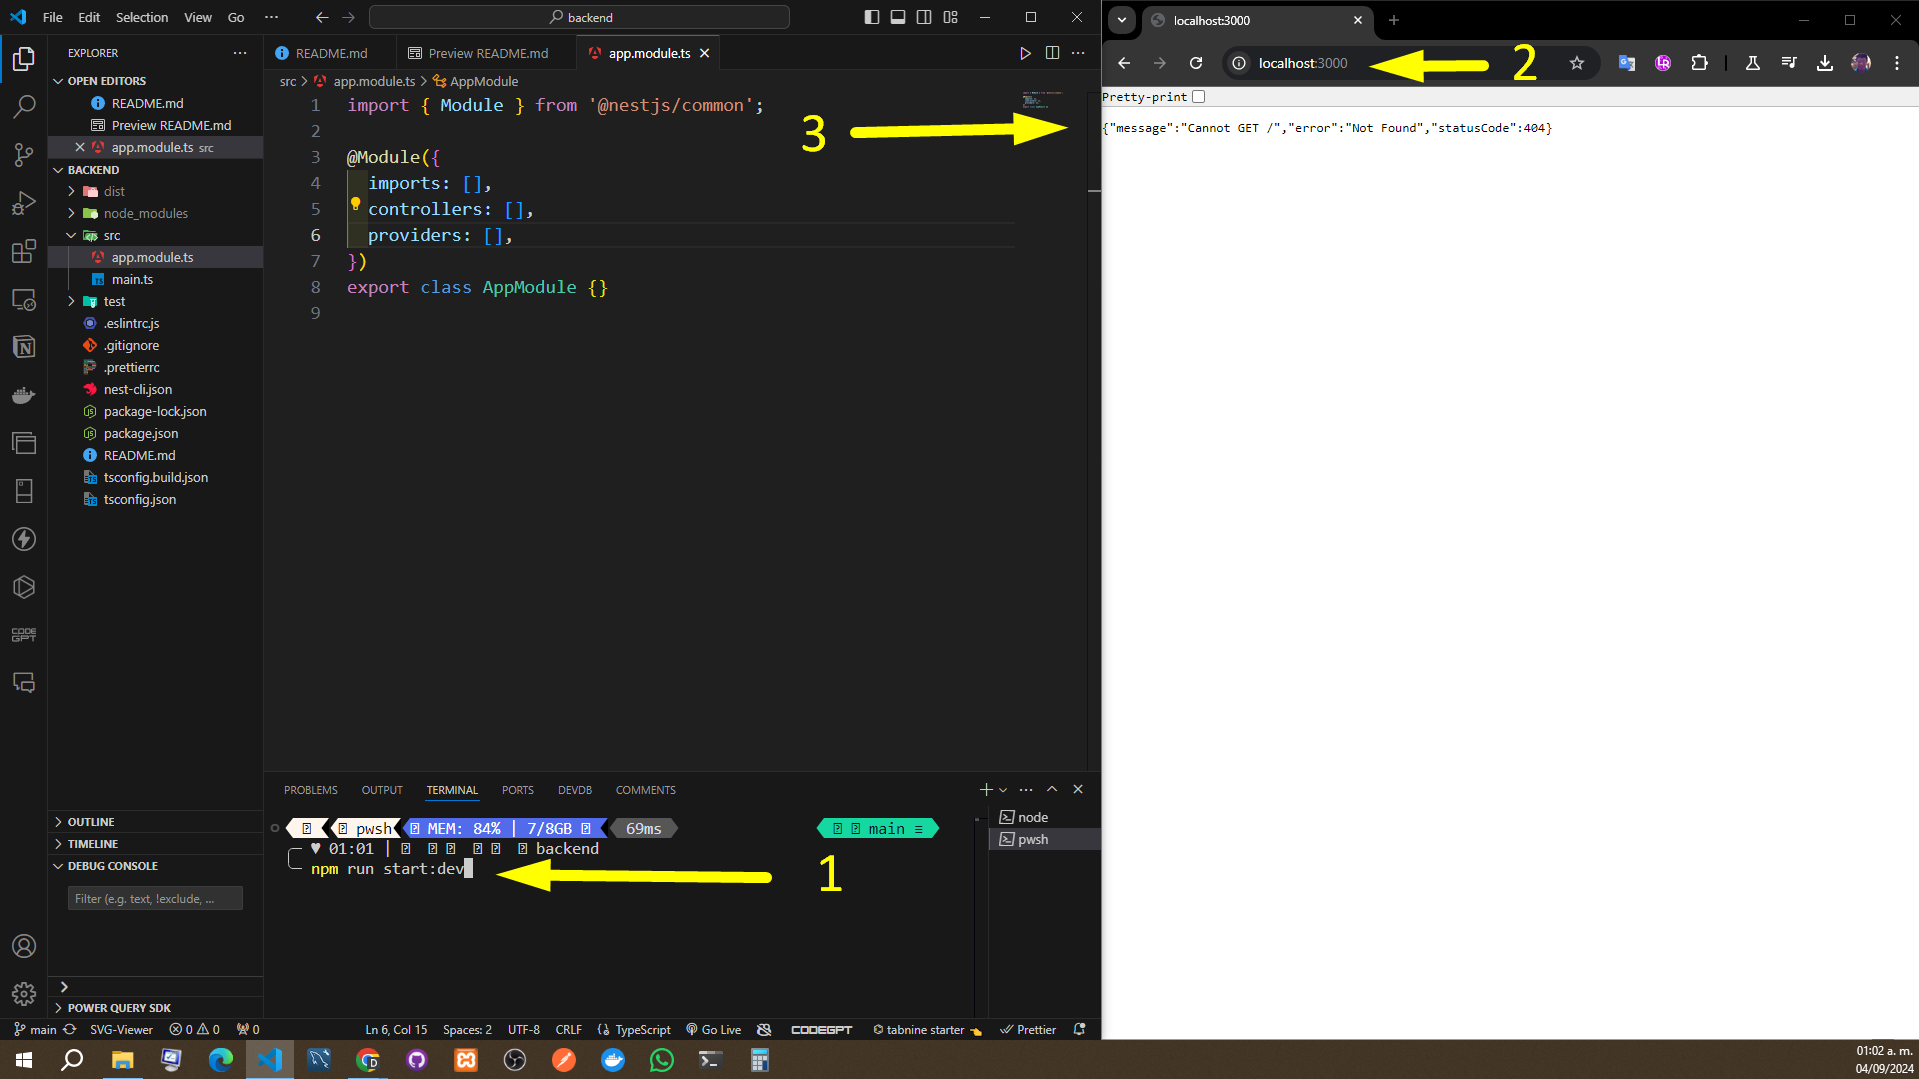 File Edit Selection View Go ···
backend
EXPLORER
OPEN EDITORS
README.md
Preview README.md
app.module.ts src
BACKEND
dist
node_modules
src
app.module.ts
main.ts
test
.eslintrc.js
.gitignore
.prettierrc
nest-cli.json
package-lock.json
package.json
README.md
tsconfig.build.json
tsconfig.json
OUTLINE
TIMELINE
DEBUG CONSOLE
Filter (e.g. text, !exclude, ...
POWER QUERY SDK
README.md Preview README.md app.module.ts
src > app.module.ts > AppModule
1 import { Module } from '@nestjs/common';
2
3 @Module({
4 imports: [],
5 controllers: [],
6 providers: [],
7 })
8 export class AppModule {}
9
3
PROBLEMS OUTPUT TERMINAL PORTS DEVDB COMMENTS
pwsh MEM: 84% | 7/8GB 69ms main ≡
♥ 01:01 | backend
npm run start:dev
1
node
pwsh
main SVG-Viewer 0 0 0 Ln 6, Col 15 Spaces: 2 UTF-8 CRLF TypeScript Go Live CODEGPT tabnine starter Prettier
CODE
GPT
localhost:3000
localhost:3000
2
Pretty-print
{"message":"Cannot GET /","error":"Not Found","statusCode":404}
01:02 a. m.
04/09/2024